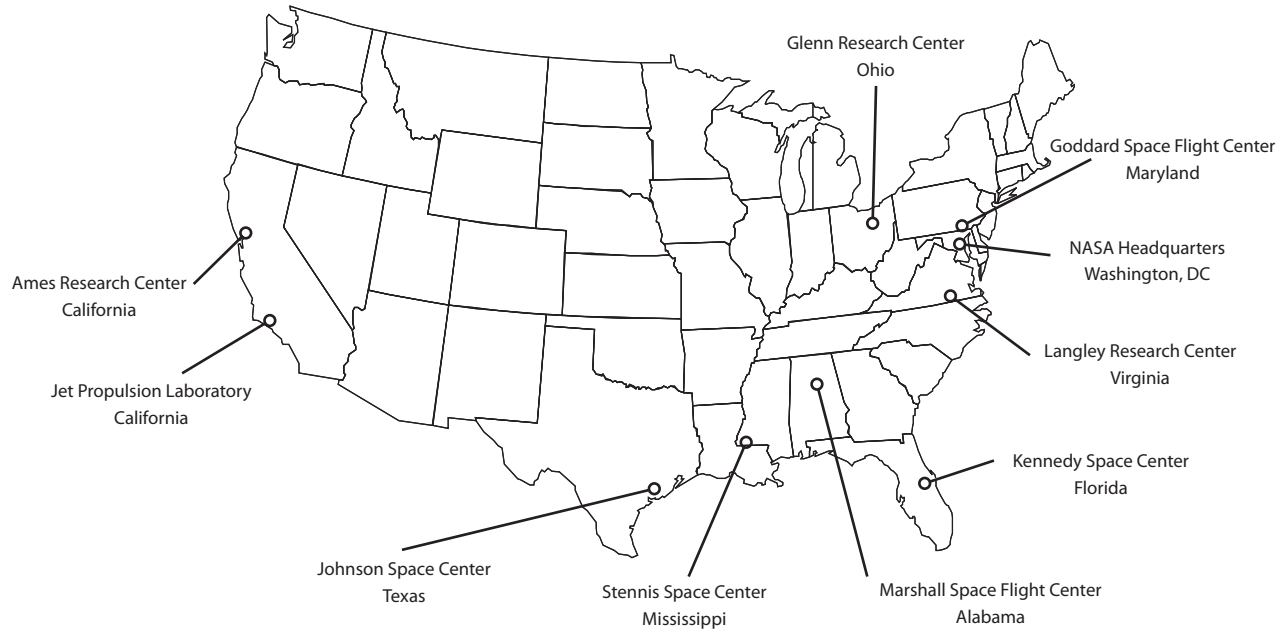 Glenn Research Center
Ohio
Goddard Space Flight Center
Maryland
NASA Headquarters
Washington, DC
Ames Research Center
California
Langley Research Center
Virginia
Jet Propulsion Laboratory
California
Kennedy Space Center
Florida
Johnson Space Center
Texas
Stennis Space Center
Mississippi
Marshall Space Flight Center
Alabama